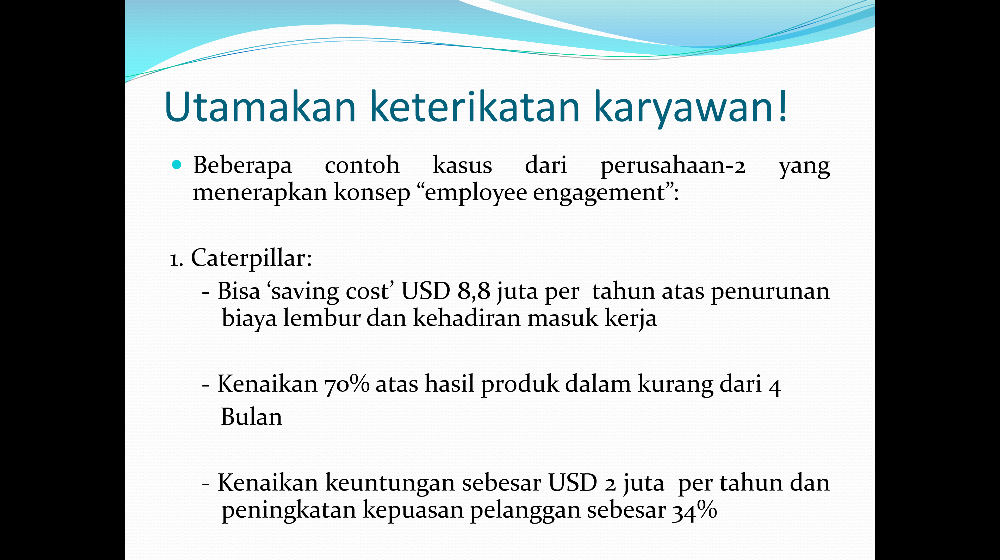 Utamakan keterikatan karyawan!
• Beberapa contoh kasus dari perusahaan-2 yang
menerapkan konsep “employee engagement”:
1. Caterpillar:
- Bisa ‘saving cost’ USD 8,8 juta per  tahun atas penurunan
biaya lembur dan kehadiran masuk kerja
- Kenaikan 70% atas hasil produk dalam kurang dari 4
Bulan
- Kenaikan keuntungan sebesar USD 2 juta  per tahun dan
peningkatan kepuasan pelanggan sebesar 34%